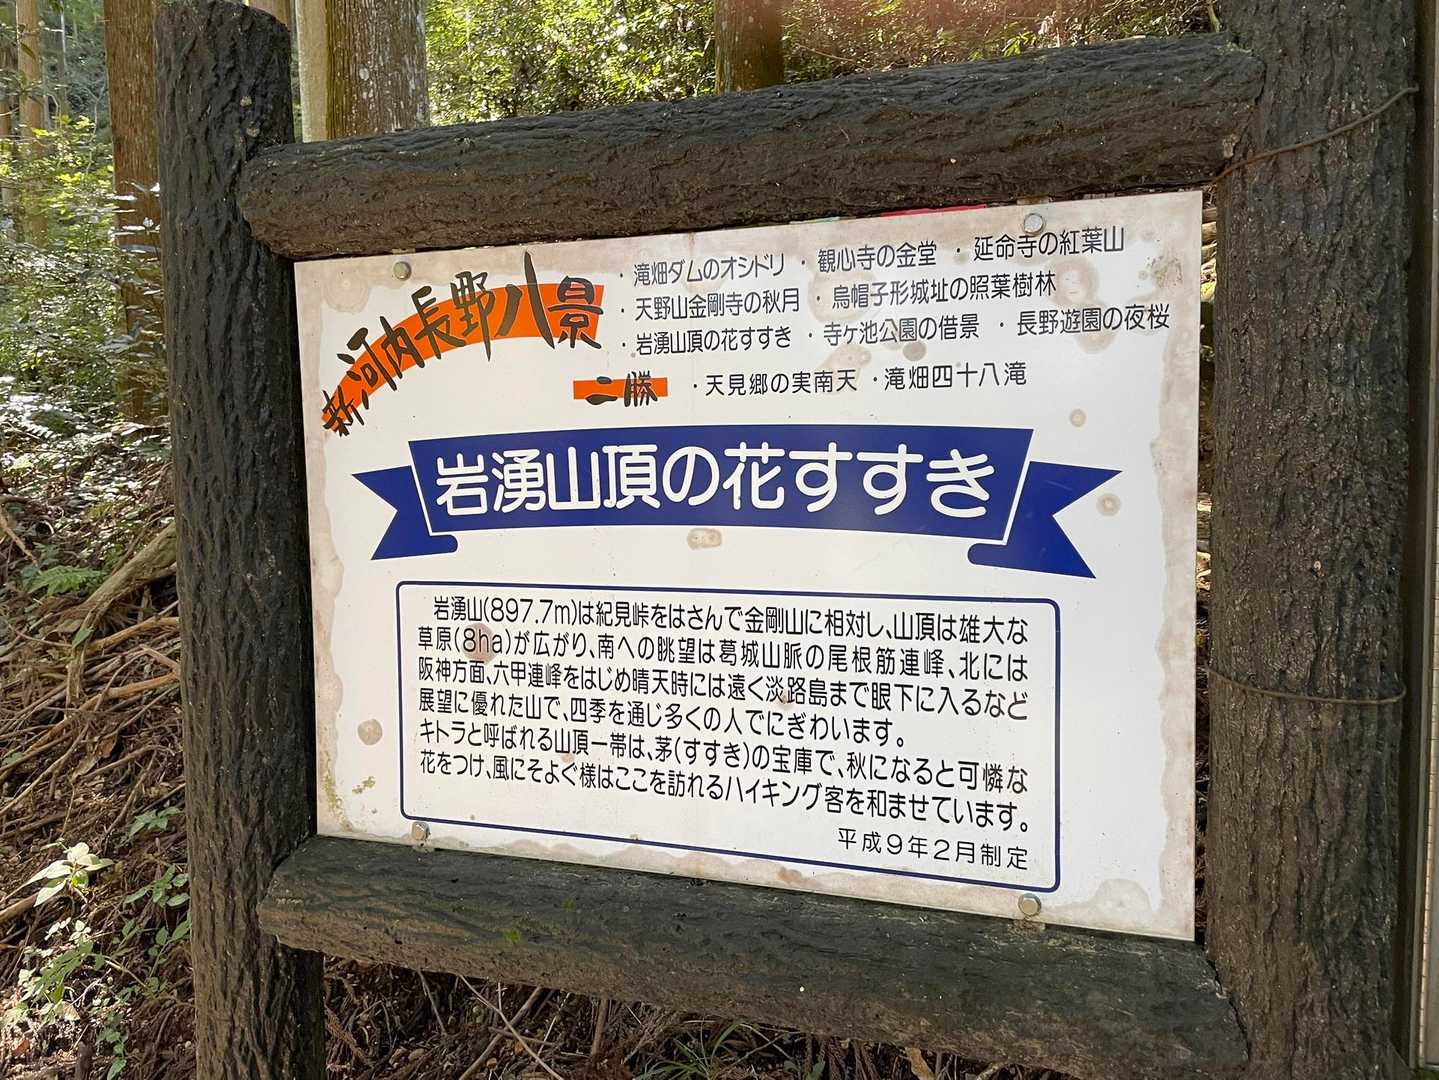 新河内長野八景
・滝畑ダムのオシドリ ・観心寺の金堂 ・延命寺の紅葉山
・天野山金剛寺の秋月 ・烏帽子形城址の照葉樹林
・岩湧山頂の花すすき ・寺ヶ池公園の借景 ・長野遊園の夜桜
二勝 ・天見郷の実南天 ・滝畑四十八滝
岩湧山頂の花すすき
岩湧山(897.7m)は紀見峠をはさんで金剛山に相対し、山頂は雄大な
草原(8ha)が広がり、南への眺望は葛城山脈の尾根筋連峰、北には
阪神方面、六甲連峰をはじめ晴天時には遠く淡路島まで眼下に入るなど
展望に優れた山で、四季を通じ多くの人でにぎわいます。
キトラと呼ばれる山頂一帯は、茅(すすき)の宝庫で、秋になると可憐な
花をつけ、風にそよぐ様はここを訪れるハイキング客を和ませています。
平成9年2月制定